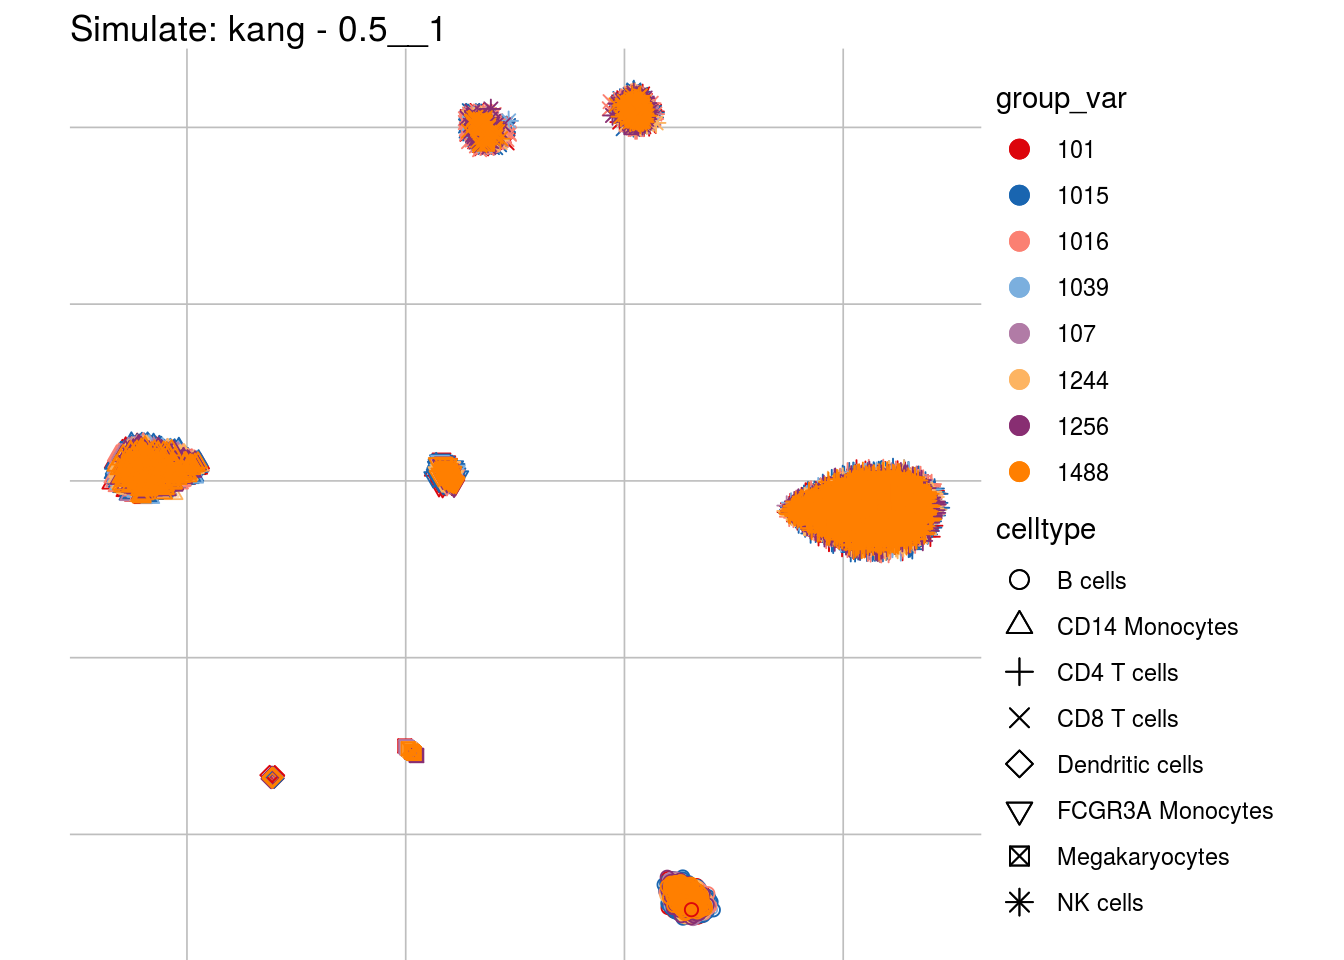 Simulate: kang - 0.5__1
group_var
101
1015
1016
1039
107
1244
1256
1488
celltype
B cells
CD14 Monocytes
CD4 T cells
CD8 T cells
Dendritic cells
FCGR3A Monocytes
Megakaryocytes
NK cells